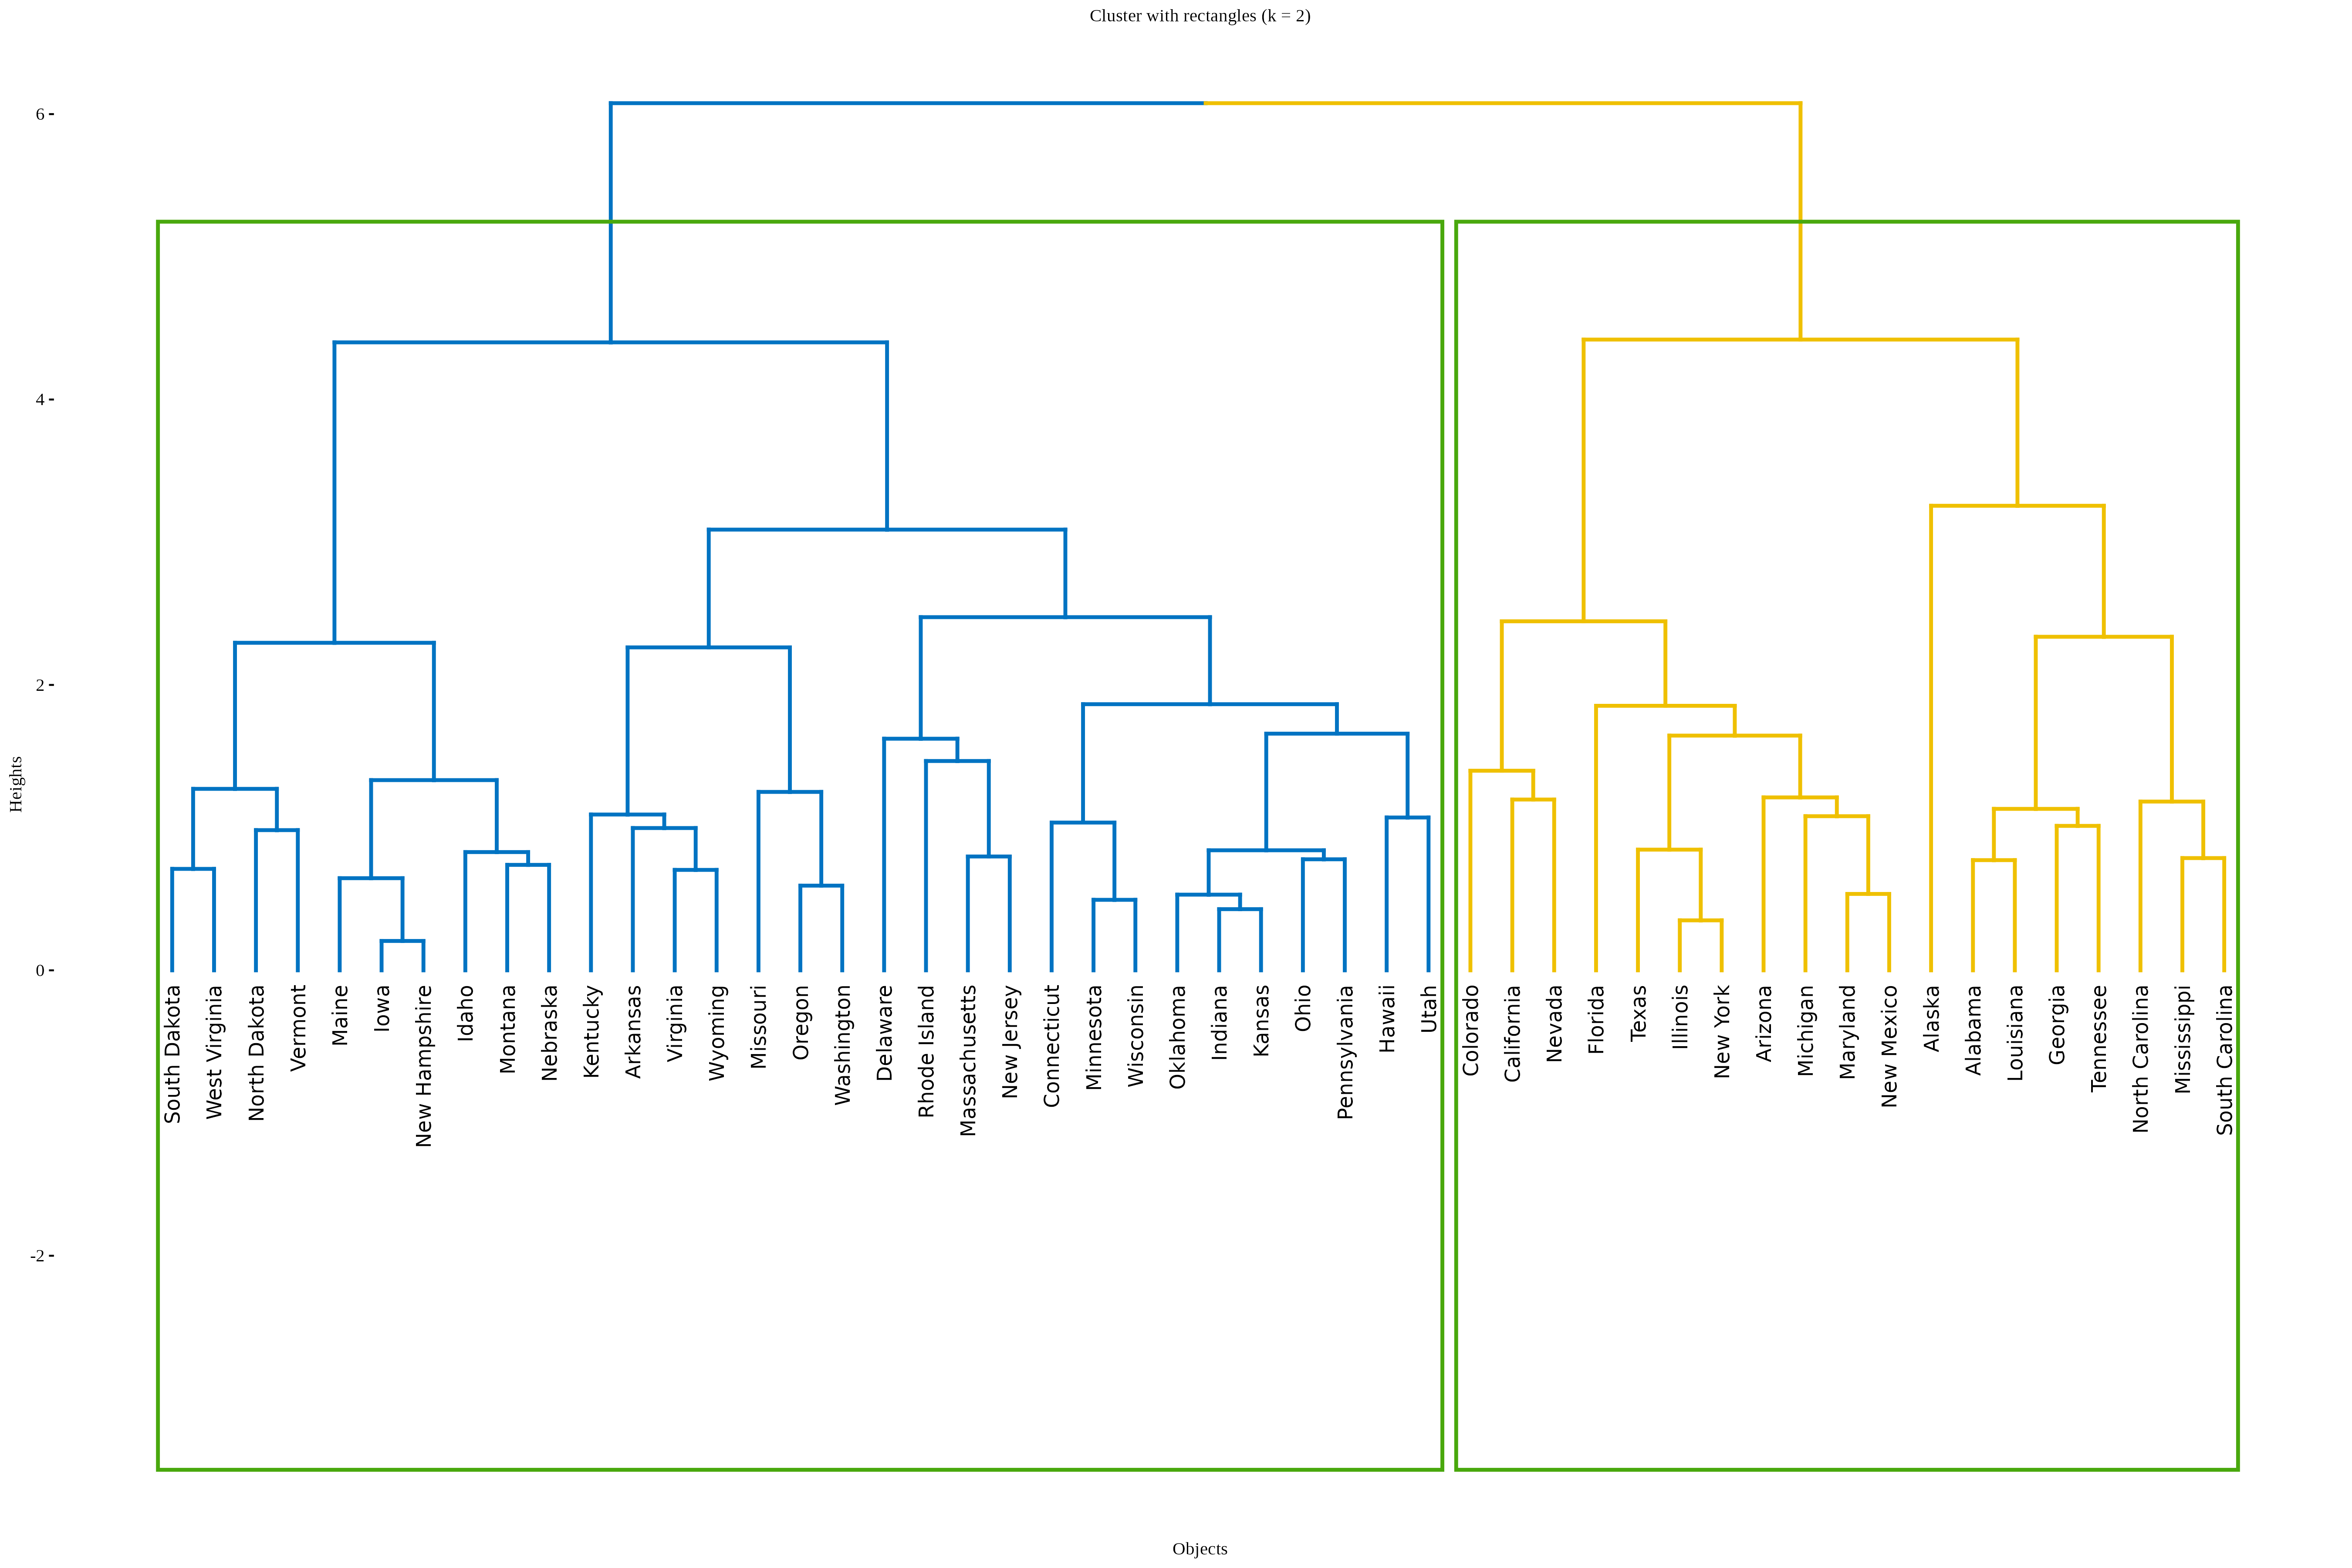 Cluster with rectangles (k = 2)
6
4
2
0
-2
Heights
South Dakota
West Virginia
North Dakota
Vermont
Maine
Iowa
New Hampshire
Idaho
Montana
Nebraska
Kentucky
Arkansas
Virginia
Wyoming
Missouri
Oregon
Washington
Delaware
Rhode Island
Massachusetts
New Jersey
Connecticut
Minnesota
Wisconsin
Oklahoma
Indiana
Kansas
Ohio
Pennsylvania
Hawaii
Utah
Colorado
California
Nevada
Florida
Texas
Illinois
New York
Arizona
Michigan
Maryland
New Mexico
Alaska
Alabama
Louisiana
Georgia
Tennessee
North Carolina
Mississippi
South Carolina
Objects